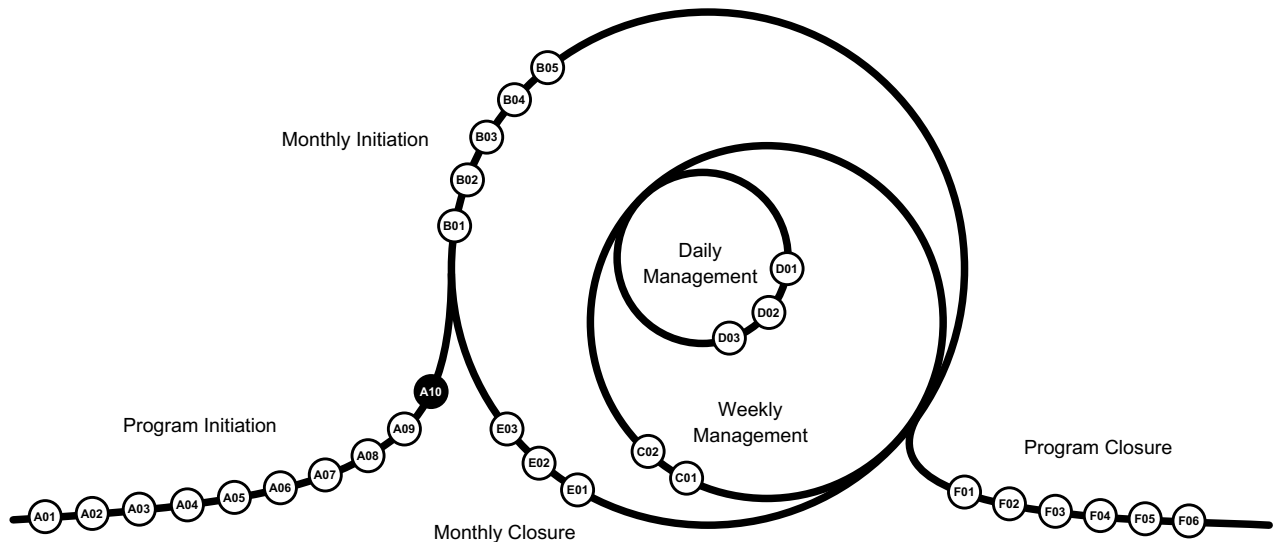 B05
B04
Monthly Initiation
B03
B02
B01
Daily
Management
D01
D02
D03
A10
Weekly
Management
Program Initiation
A09
A08
A07
A06
A05
A04
A03
A02
A01
E03
E02
E01
Monthly Closure
C02
C01
Program Closure
F01
F02
F03
F04
F05
F06